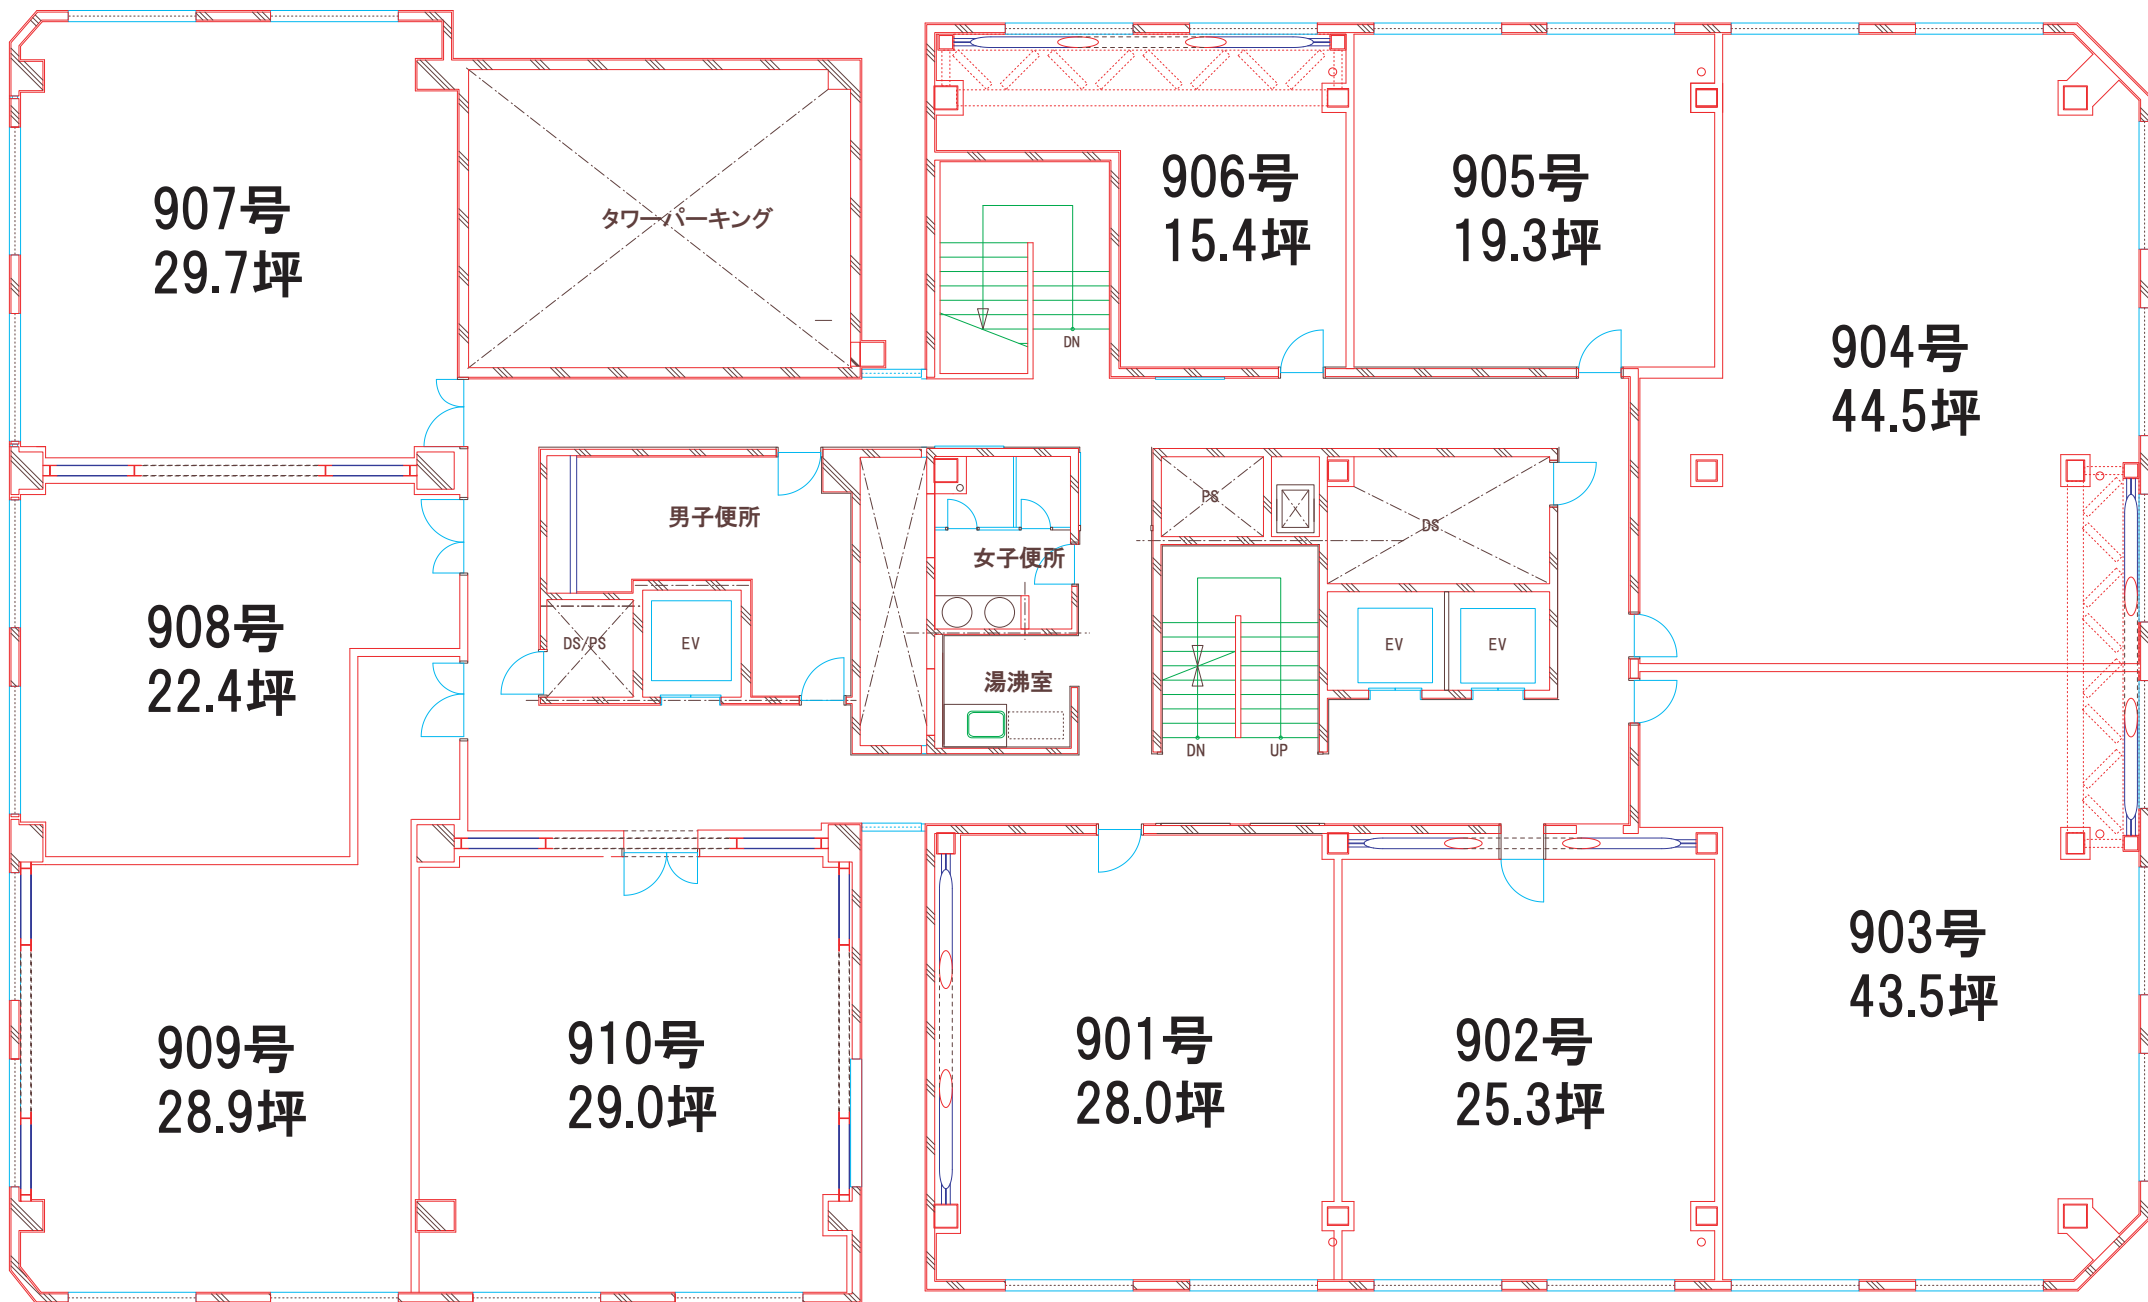 907号
29.7坪
タワーパーキング
906号
15.4坪
905号
19.3坪
904号
44.5坪
DN
908号
22.4坪
男子便所
女子便所
PS
DS
DS/PS
EV
EV
EV
湯沸室
DN
UP
909号
28.9坪
910号
29.0坪
901号
28.0坪
902号
25.3坪
903号
43.5坪